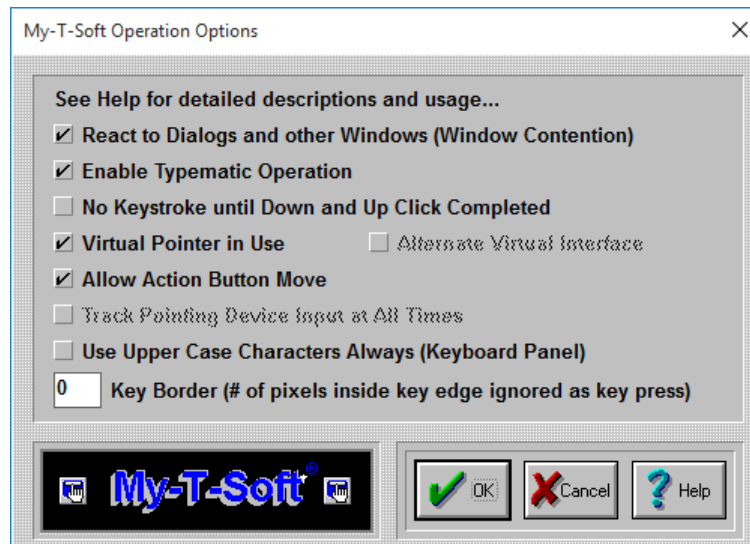 My-T-Soft Operation Options
See Help for detailed descriptions and usage...
React to Dialogs and other Windows (Window Contention)
Enable Typematic Operation
No Keystroke until Down and Up Click Completed
Virtual Pointer in Use Alternate Virtual Interface
Allow Action Button Move
Track Pointing Device Input at All Times
Use Upper Case Characters Always (Keyboard Panel)
0 Key Border (# of pixels inside key edge ignored as key press)
My-T-Soft® OK Cancel Help